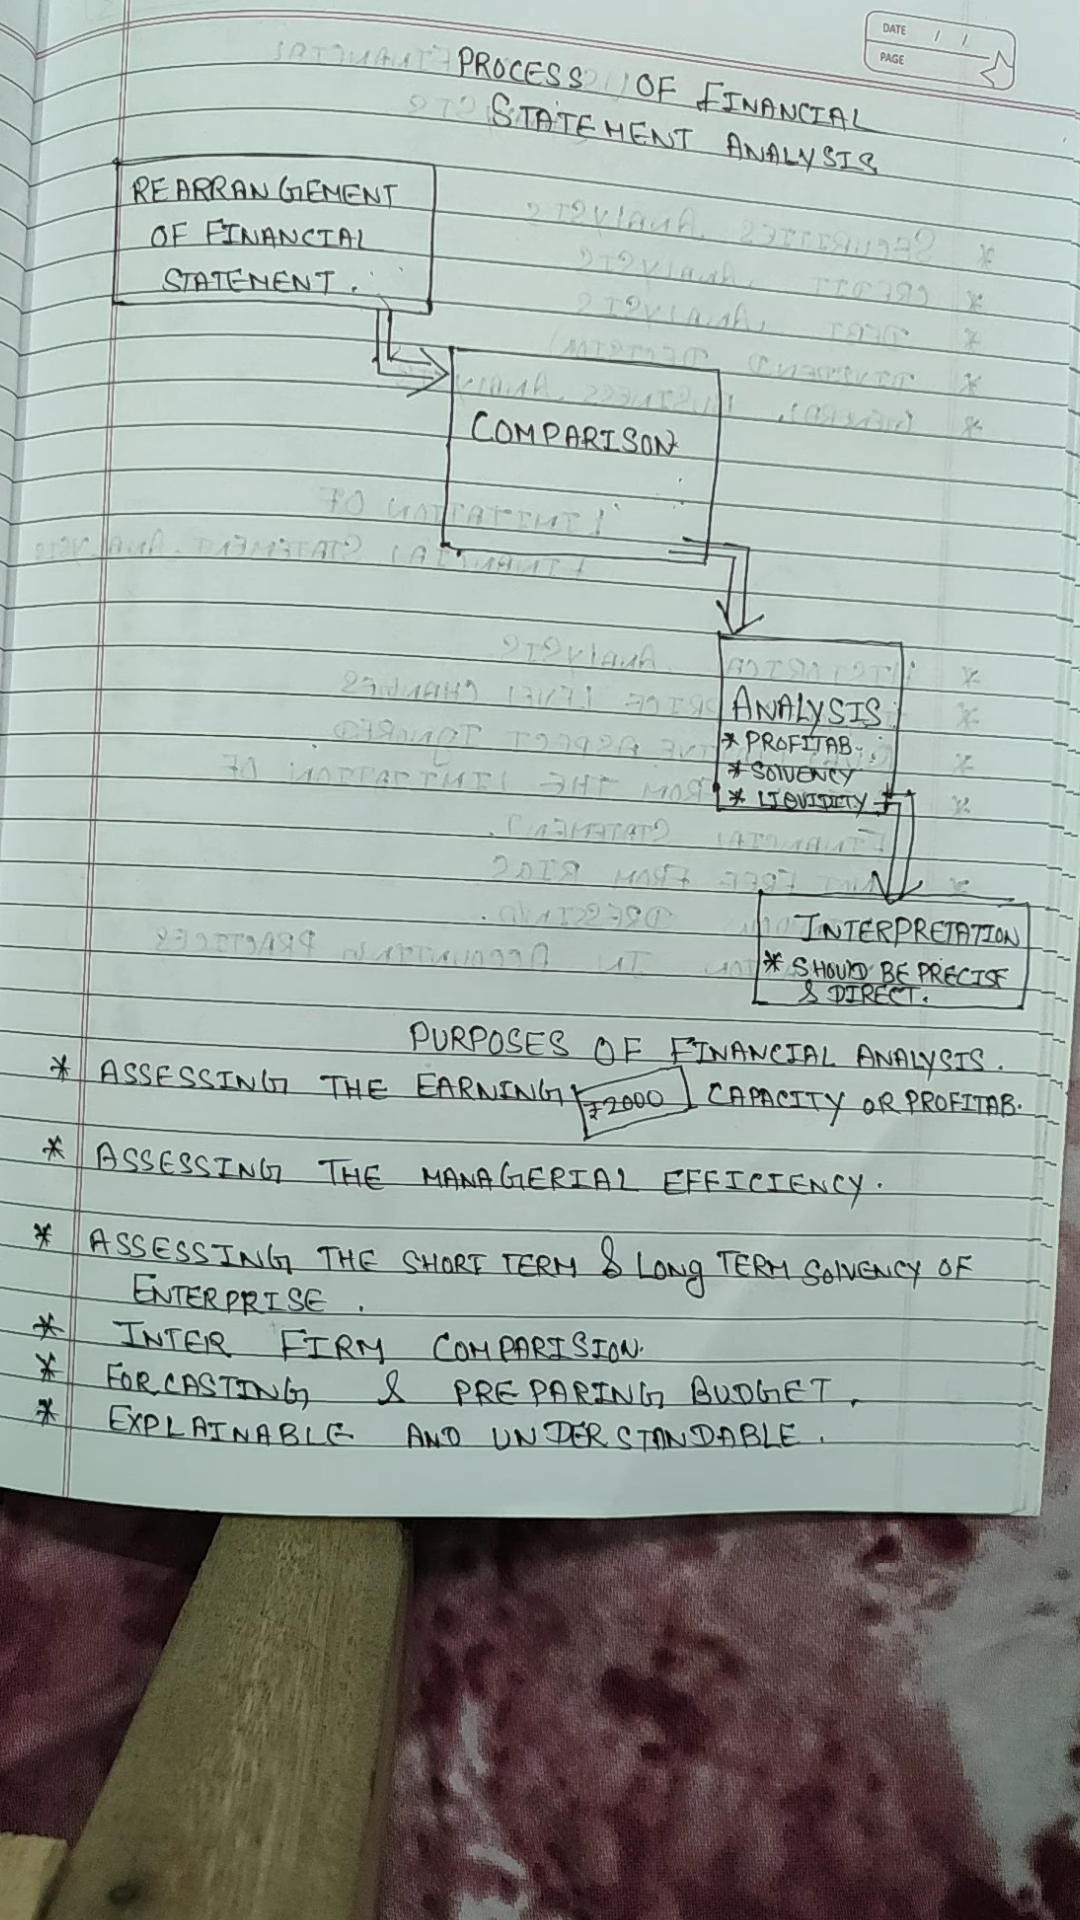 DATE / /
PAGE
PROCESS OF FINANCIAL
STATEMENT ANALYSIS
REARRANGEMENT
OF FINANCIAL
STATEMENT.
COMPARISON
ANALYSIS
* PROFITAB.
* SOLVENCY
* LIQUIDITY
INTERPRETATION
* SHOULD BE PRECISE
& DIRECT.
PURPOSES OF FINANCIAL ANALYSIS.
* ASSESSING THE EARNING ₹2000 CAPACITY OR PROFITAB.
* ASSESSING THE MANAGERIAL EFFICIENCY.
* ASSESSING THE SHORT TERM & LONG TERM SOLVENCY OF
ENTERPRISE.
* INTER FIRM COMPARISION.
* FORCASTING & PREPARING BUDGET.
* EXPLAINABLE AND UNDERSTANDABLE.